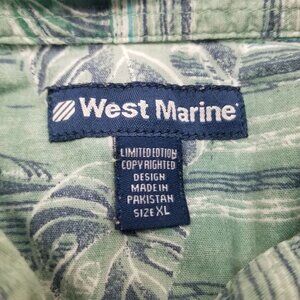 West Marine
LIMITED EDITION
COPYRIGHTED
DESIGN
MADE IN
PAKISTAN
SIZE XL